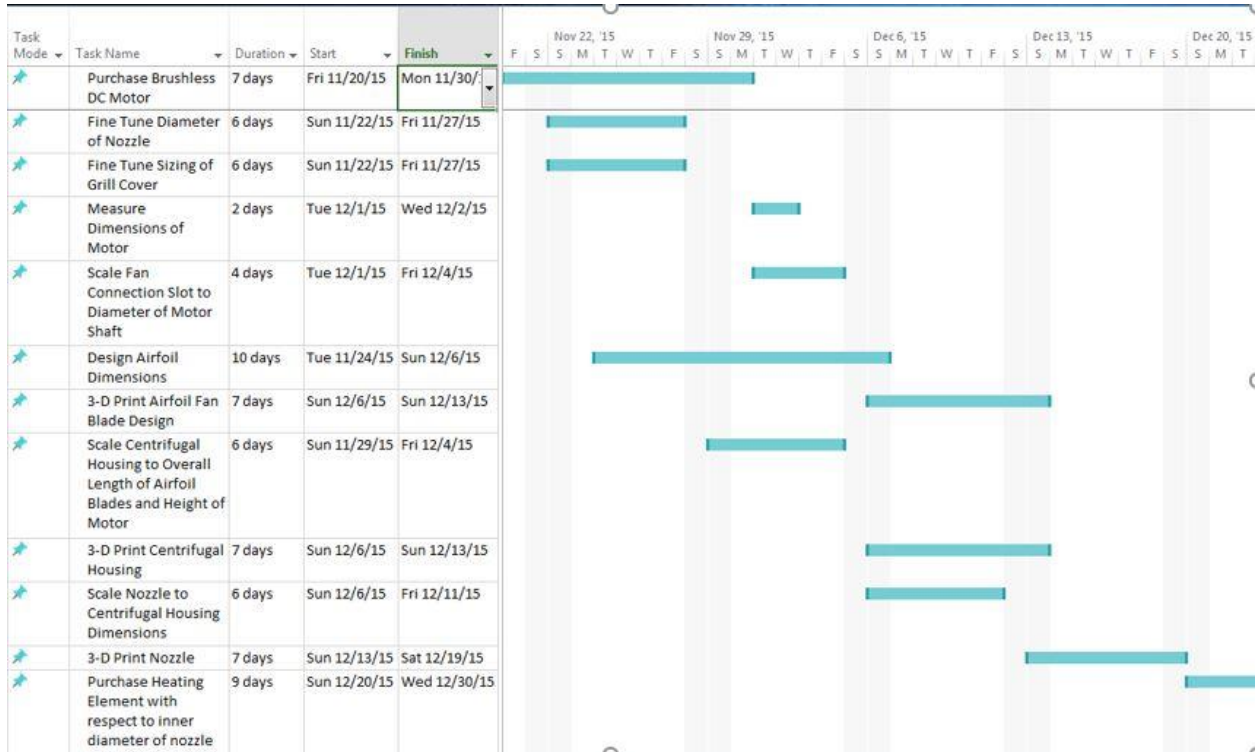 Nov 22, '15 Nov 29, '15 Dec 6, '15 Dec 13, '15 Dec 20, '15
Task
Mode Task Name Duration Start Finish F S S M T W T F S S M T W T F S S M T W T F S S M T W T F S S M T
Purchase Brushless 7 days Fri 11/20/15 Mon 11/30/
DC Motor
Fine Tune Diameter 6 days Sun 11/22/15 Fri 11/27/15
of Nozzle
Fine Tune Sizing of 6 days Sun 11/22/15 Fri 11/27/15
Grill Cover
Measure 2 days Tue 12/1/15 Wed 12/2/15
Dimensions of
Motor
Scale Fan 4 days Tue 12/1/15 Fri 12/4/15
Connection Slot to
Diameter of Motor
Shaft
Design Airfoil 10 days Tue 11/24/15 Sun 12/6/15
Dimensions
3-D Print Airfoil Fan 7 days Sun 12/6/15 Sun 12/13/15
Blade Design
Scale Centrifugal 6 days Sun 11/29/15 Fri 12/4/15
Housing to Overall
Length of Airfoil
Blades and Height of
Motor
3-D Print Centrifugal 7 days Sun 12/6/15 Sun 12/13/15
Housing
Scale Nozzle to 6 days Sun 12/6/15 Fri 12/11/15
Centrifugal Housing
Dimensions
3-D Print Nozzle 7 days Sun 12/13/15 Sat 12/19/15
Purchase Heating 9 days Sun 12/20/15 Wed 12/30/15
Element with
respect to inner
diameter of nozzle